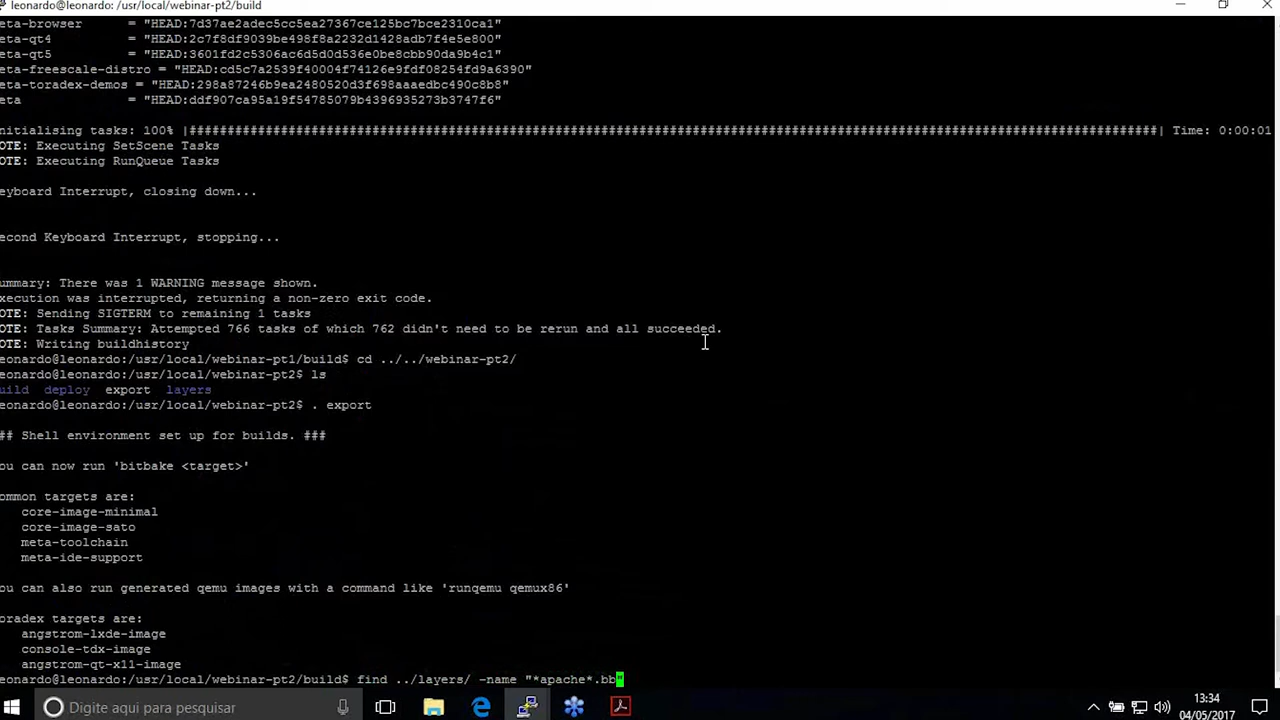 leonardo@leonardo: /usr/local/webinar-pt2/build
eta-browser      = "HEAD:7d37ae2adec5cc5ea27367ce125bc7bce2310ca1"
eta-qt4          = "HEAD:2c7f8df9039be498f8a2232d1428adb7f4e5e800"
eta-qt5          = "HEAD:3601fd2c5306ac6d5d0d536e0be8cbb90da9b4c1"
eta-freescale-distro = "HEAD:cd5c7a2539f40004f74126e9fdf08254fd9a6390"
eta-toradex-demos = "HEAD:298a87246b9ea2480520d3f698aaaedbc490c8b8"
eta              = "HEAD:ddf907ca95a19f54785079b4396935273b3747f6"
nitialising tasks: 100% |################################################################################################################################| Time: 0:00:01
OTE: Executing SetScene Tasks
OTE: Executing RunQueue Tasks
eyboard Interrupt, closing down...
econd Keyboard Interrupt, stopping...
ummary: There was 1 WARNING message shown.
xecution was interrupted, returning a non-zero exit code.
OTE: Sending SIGTERM to remaining 1 tasks
OTE: Tasks Summary: Attempted 766 tasks of which 762 didn't need to be rerun and all succeeded.
OTE: Writing buildhistory
eonardo@leonardo:/usr/local/webinar-pt1/build$ cd ../../webinar-pt2/
eonardo@leonardo:/usr/local/webinar-pt2$ ls
uild  deploy  export  layers
eonardo@leonardo:/usr/local/webinar-pt2$ . export
## Shell environment set up for builds. ###
ou can now run 'bitbake <target>'
ommon targets are:
core-image-minimal
core-image-sato
meta-toolchain
meta-ide-support
ou can also run generated qemu images with a command like 'runqemu qemux86'
oradex targets are:
angstrom-lxde-image
console-tdx-image
angstrom-qt-x11-image
eonardo@leonardo:/usr/local/webinar-pt2/build$ find ../layers/ -name "*apache*.bb"
Digite aqui para pesquisar
13:34
04/05/2017